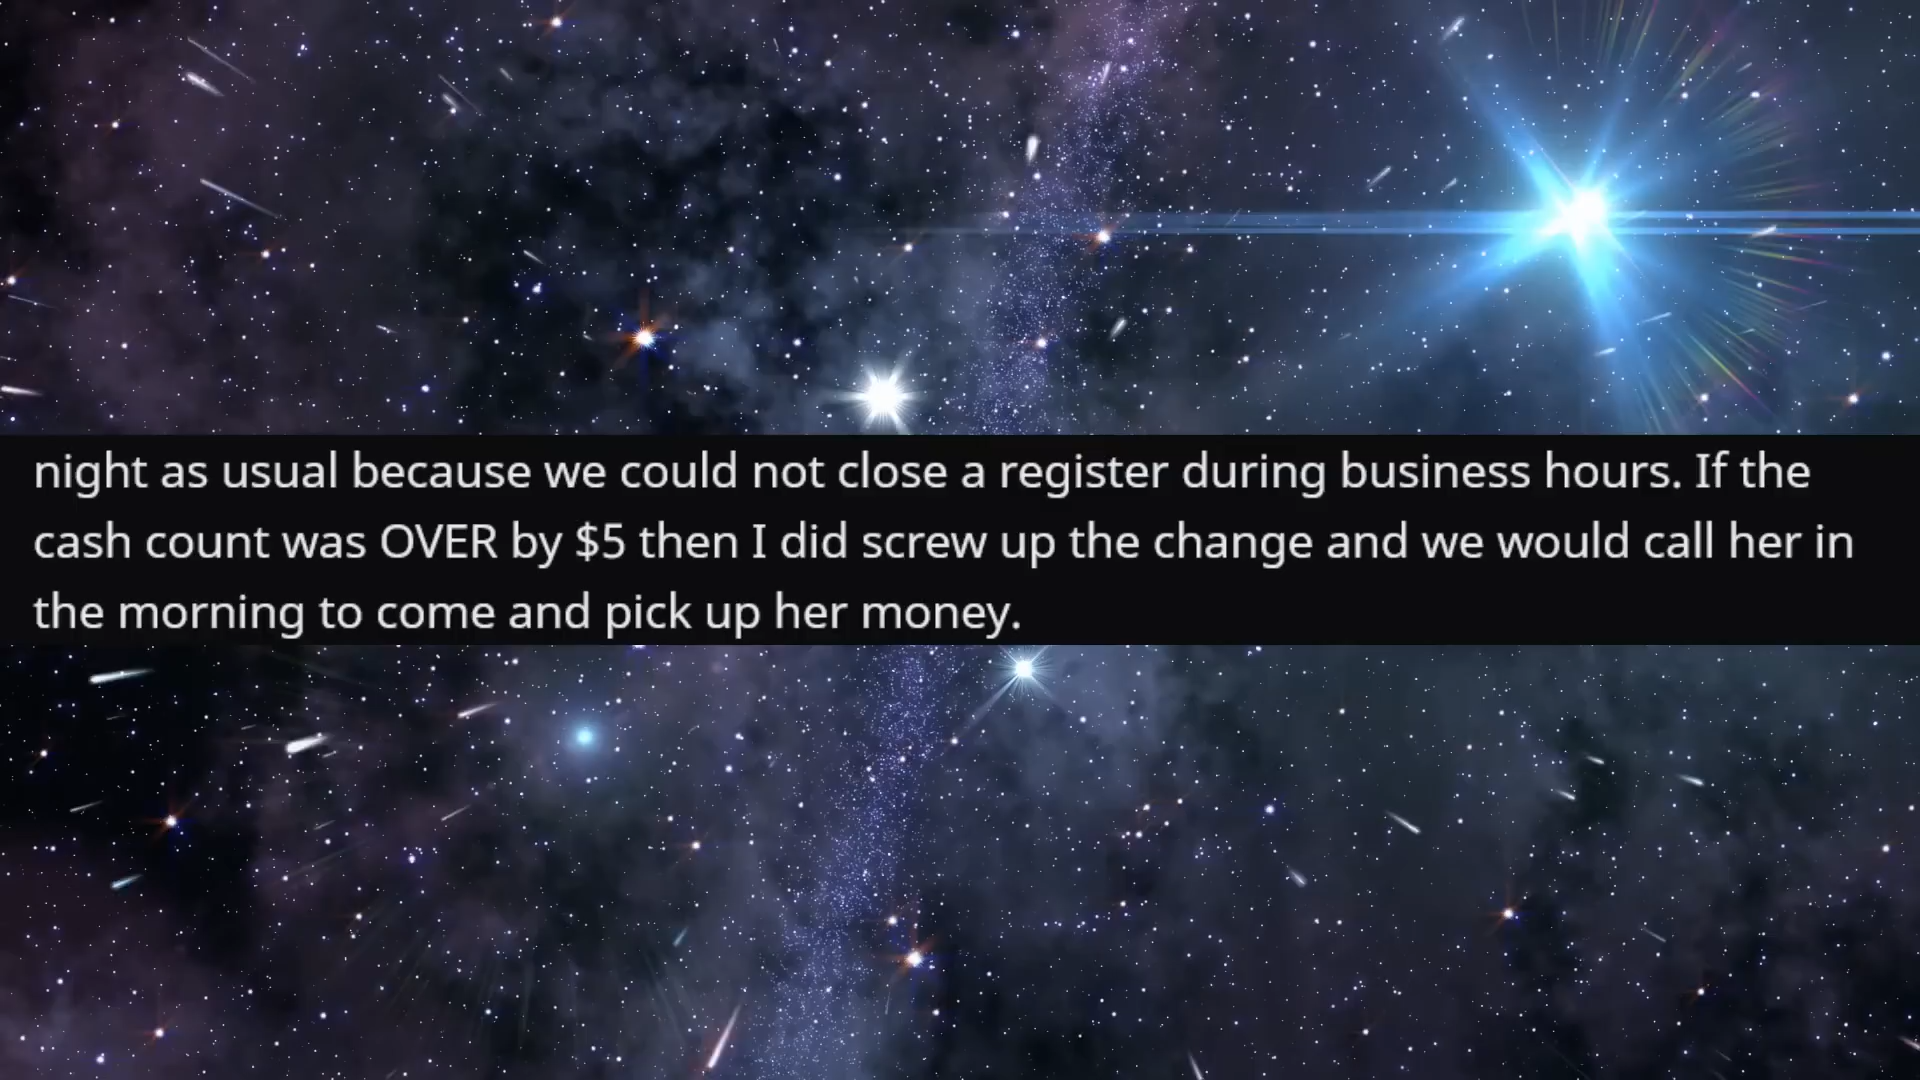 night as usual because we could not close a register during business hours. If the
cash count was OVER by $5 then I did screw up the change and we would call her in
the morning to come and pick up her money.